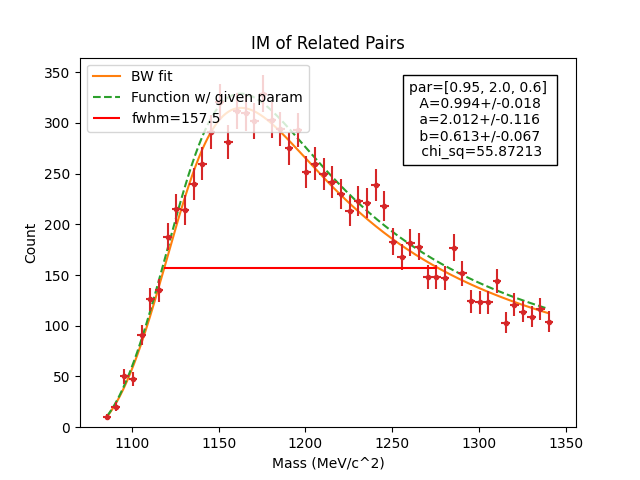 IM of Related Pairs
BW fit
Function w/ given param
fwhm=157.5
par=[0.95, 2.0, 0.6]
A=0.994+/-0.018
a=2.012+/-0.116
b=0.613+/-0.067
chi_sq=55.87213
Count
350
300
250
200
150
100
50
0
1100
1150
1200
1250
1300
1350
Mass (MeV/c^2)